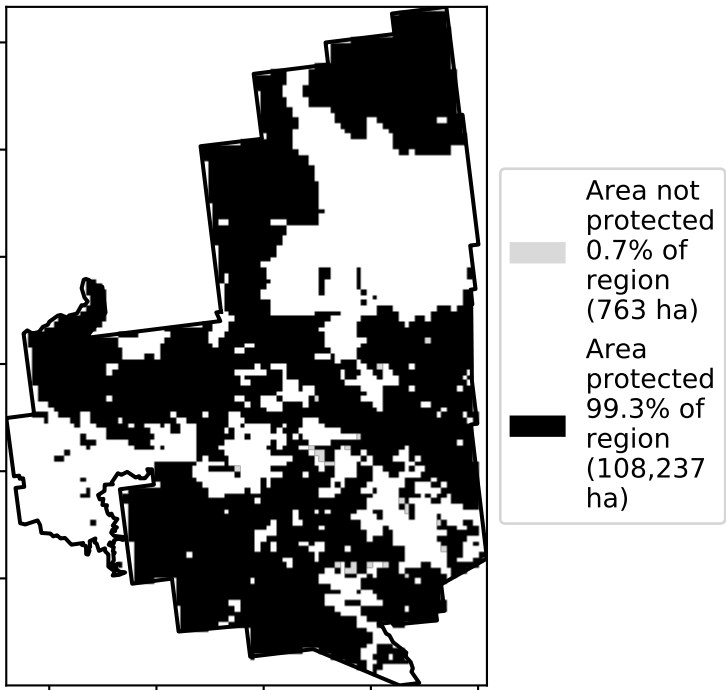 Area not
protected
0.7% of
region
(763 ha)
Area
protected
99.3% of
region
(108,237
ha)